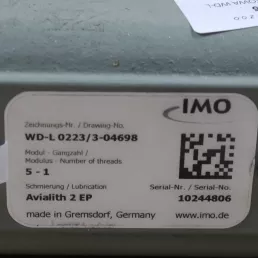 IMO
Zeichnungs-Nr. / Drawing-No.
WD-L 0223/3-04698
Modul - Gangzahl /
Modulus - Number of threads
5 - 1
Schmierung / Lubrication
Avialith 2 EP
Serial-Nr. / Serial-No.
10244806
made in Gremsdorf, Germany
www.imo.de